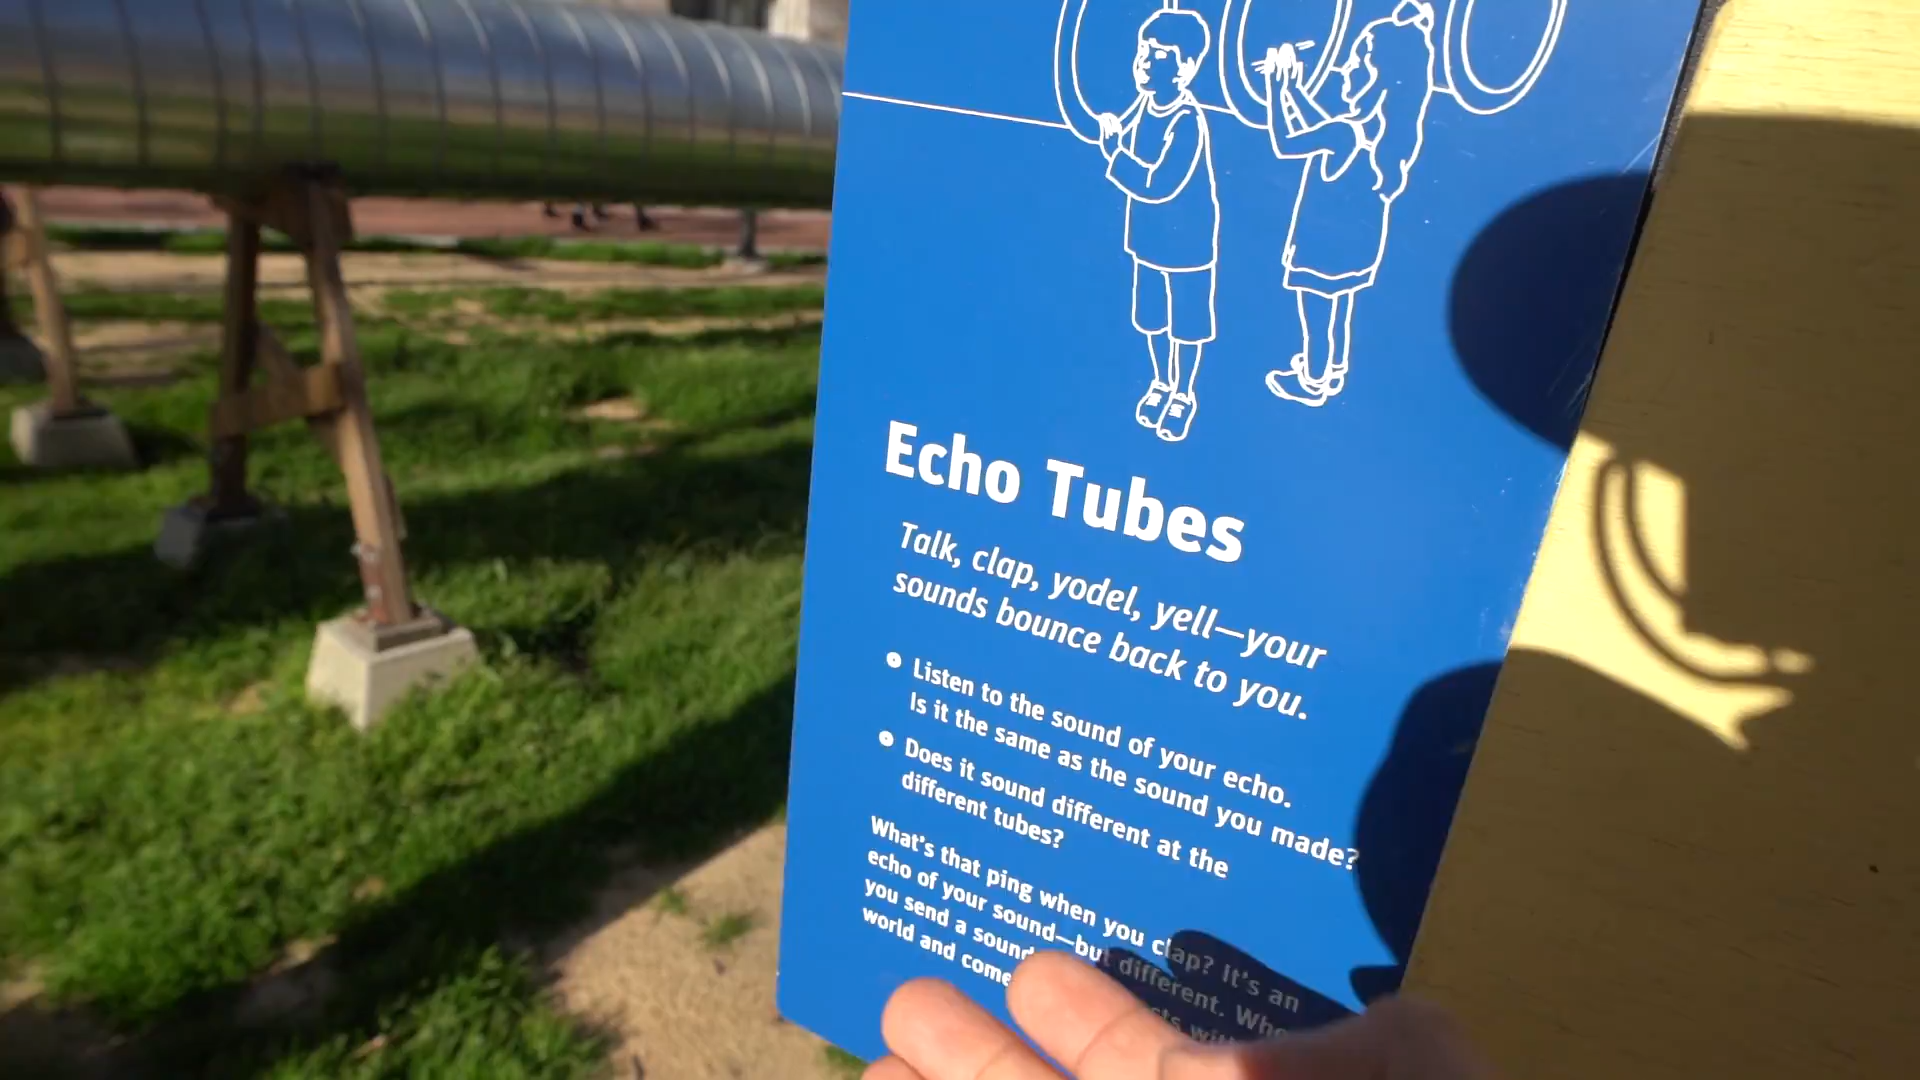 Echo Tubes
Talk, clap, yodel, yell—your
sounds bounce back to you.
Listen to the sound of your echo.
Is it the same as the sound you made?
Does it sound different at the
different tubes?
What's that ping when you clap? It's an
echo of your sound—but different. When
you send a sound
world and come